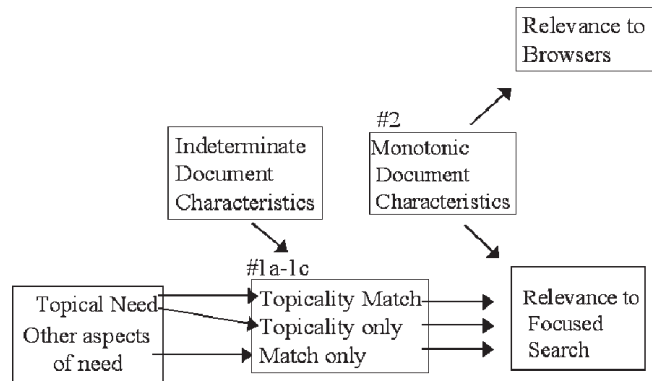 Relevance to
Browsers
#2
Indeterminate
Document
Characteristics
Monotonic
Document
Characteristics
#1a-1c
Topical Need
Other aspects
of need
Topicality Match
Topicality only
Match only
Relevance to
Focused
Search